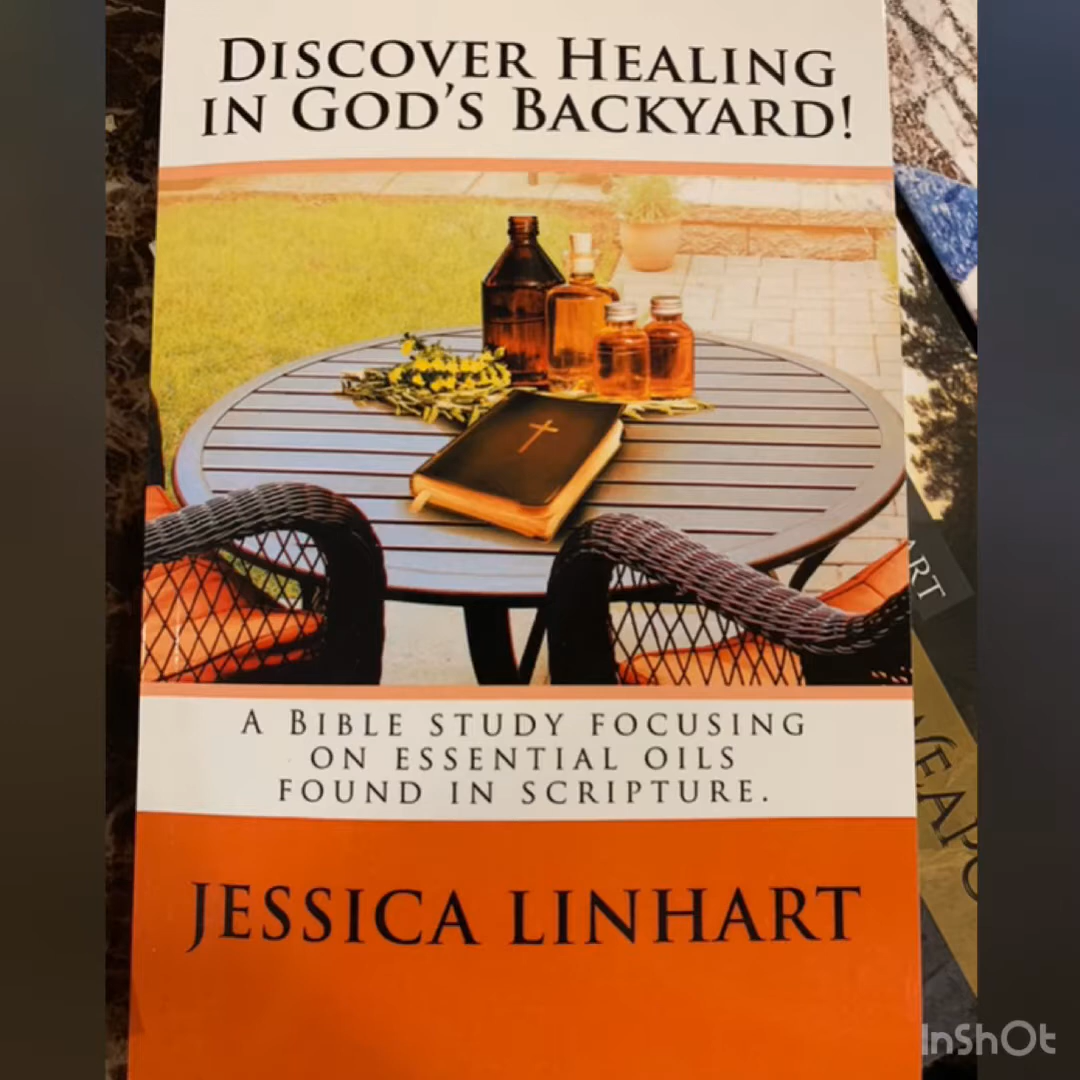 DISCOVER HEALING
IN GOD'S BACKYARD!
A BIBLE STUDY FOCUSING
ON ESSENTIAL OILS
FOUND IN SCRIPTURE.
JESSICA LINHART
InShOt